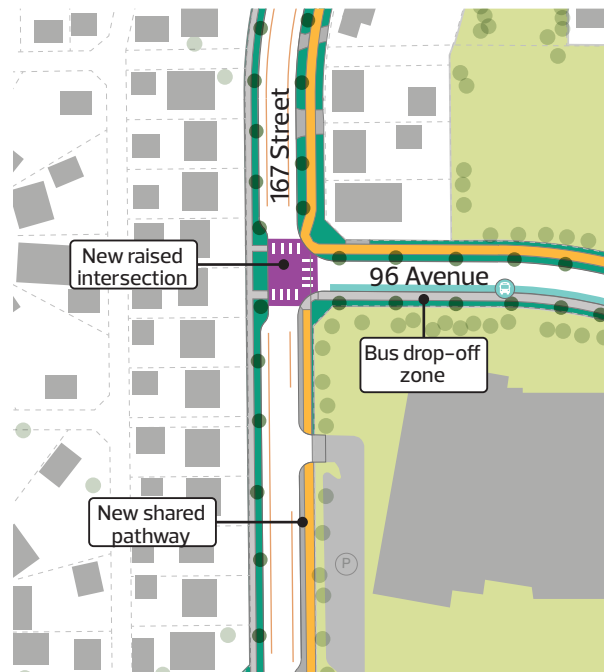 167 Street
New raised
intersection
96 Avenue
Bus drop-off
zone
New shared
pathway
P